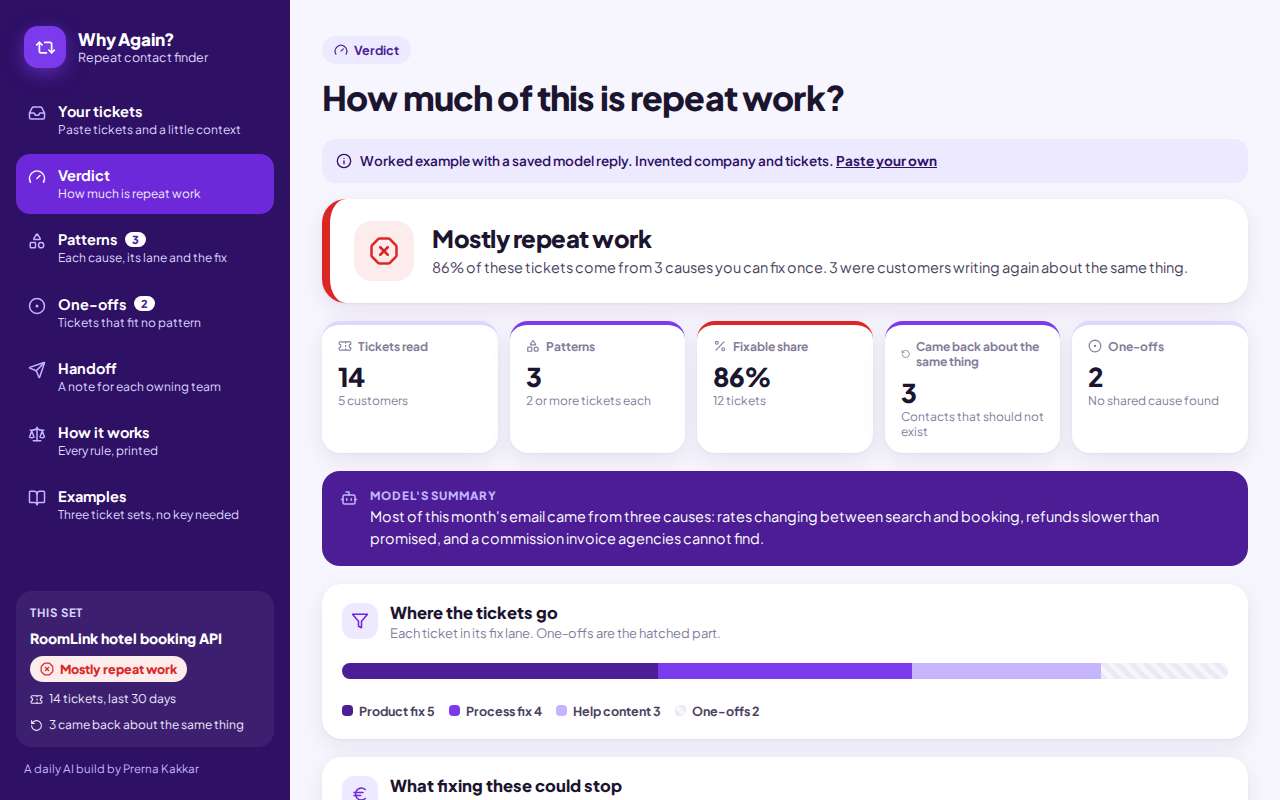 Why Again?
Repeat contact finder
Your tickets
Paste tickets and a little context
Verdict
How much is repeat work
Patterns 3
Each cause, its lane and the fix
One-offs 2
Tickets that fit no pattern
Handoff
A note for each owning team
How it works
Every rule, printed
Examples
Three ticket sets, no key needed
THIS SET
RoomLink hotel booking API
Mostly repeat work
14 tickets, last 30 days
3 came back about the same thing
A daily AI build by Prerna Kakkar
Verdict
How much of this is repeat work?
Worked example with a saved model reply. Invented company and tickets. Paste your own
Mostly repeat work
86% of these tickets come from 3 causes you can fix once. 3 were customers writing again about the same thing.
Tickets read
14
5 customers
Patterns
3
2 or more tickets each
Fixable share
86%
12 tickets
Came back about the
same thing
3
Contacts that should not
exist
One-offs
2
No shared cause found
MODEL'S SUMMARY
Most of this month's email came from three causes: rates changing between search and booking, refunds slower than
promised, and a commission invoice agencies cannot find.
Where the tickets go
Each ticket in its fix lane. One-offs are the hatched part.
Product fix 5 Process fix 4 Help content 3 One-offs 2
What fixing these could stop